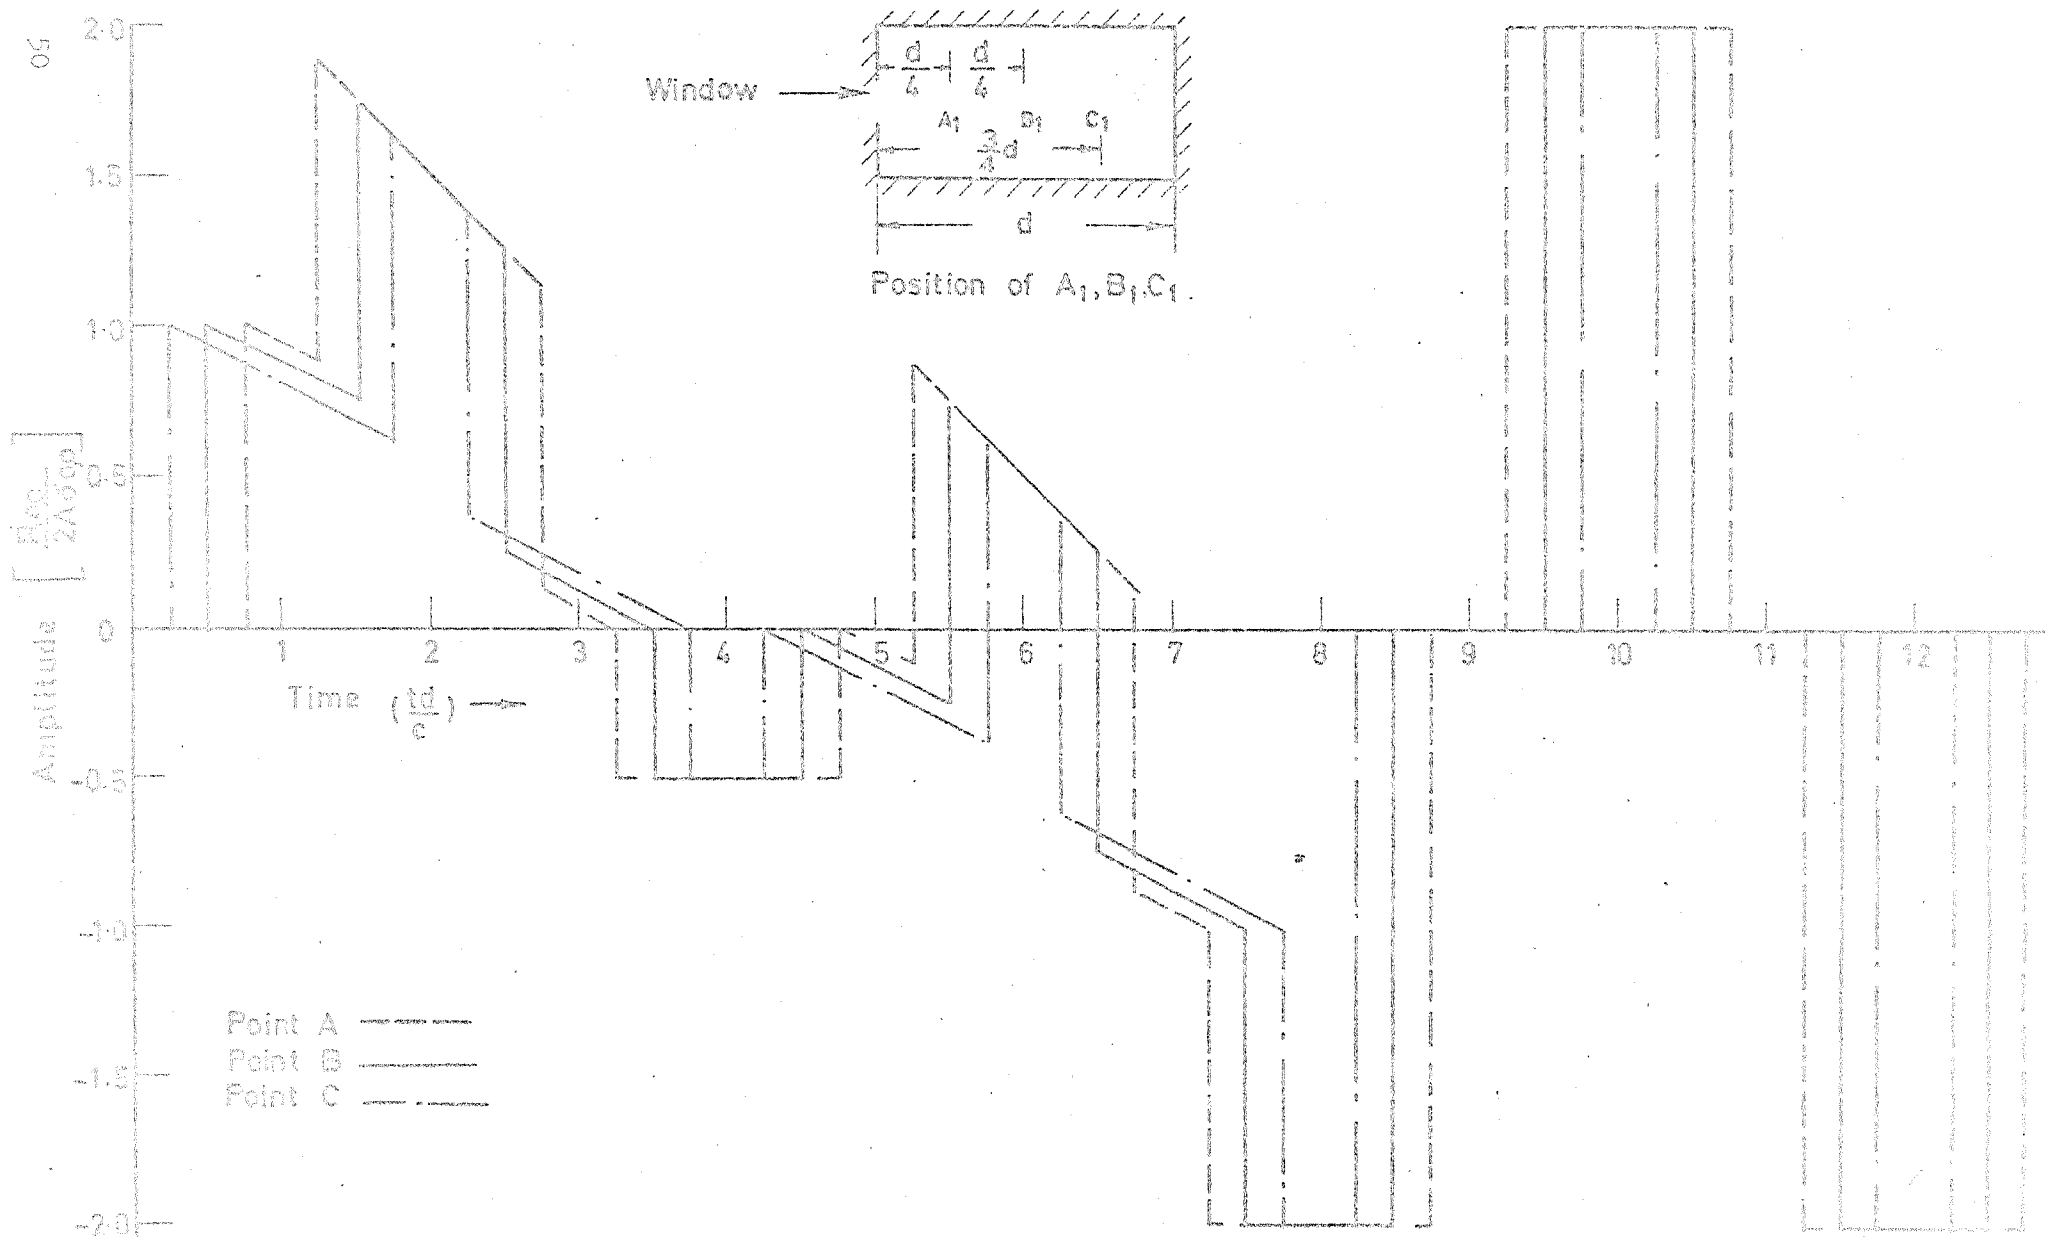 50
2.0
1.5
1.0
0.5
0
-0.5
-1.0
-1.5
-2.0
Amplitude
Window
d/4 d/4
A1 B1 C1
3/4 d
d
Position of A1, B1, C1.
1 2 3 4 5 6 7 8 9 10 11 12
Time (td/c)
Point A
Point B
Point C